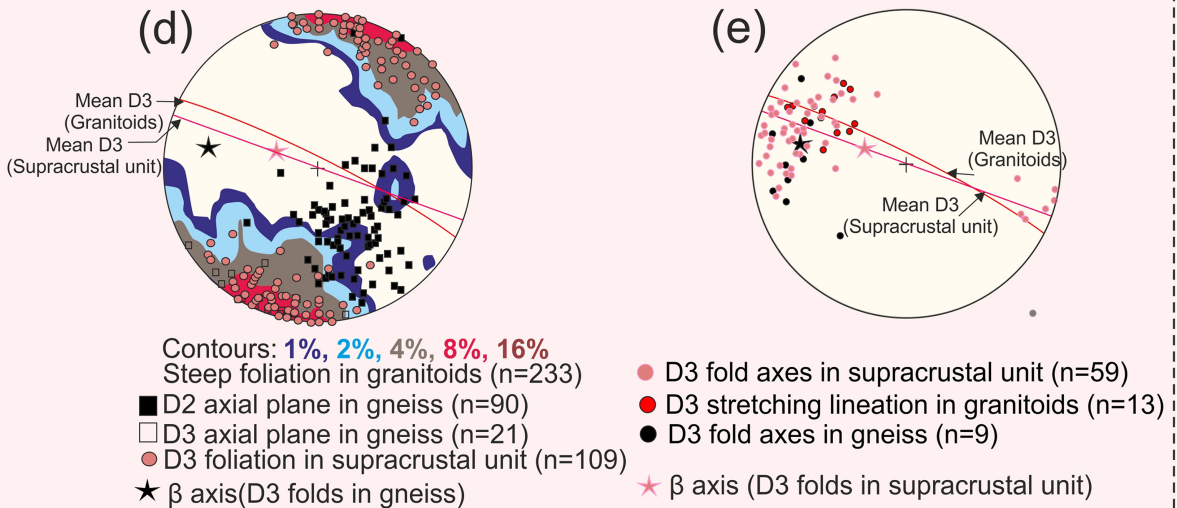 (d)
Mean D3
(Granitoids)
Mean D3
(Supracrustal unit)
Contours: 1%, 2%, 4%, 8%, 16%
Steep foliation in granitoids (n=233)
D2 axial plane in gneiss (n=90)
D3 axial plane in gneiss (n=21)
D3 foliation in supracrustal unit (n=109)
β axis(D3 folds in gneiss)
(e)
Mean D3
(Granitoids)
Mean D3
(Supracrustal unit)
D3 fold axes in supracrustal unit (n=59)
D3 stretching lineation in granitoids (n=13)
D3 fold axes in gneiss (n=9)
β axis (D3 folds in supracrustal unit)